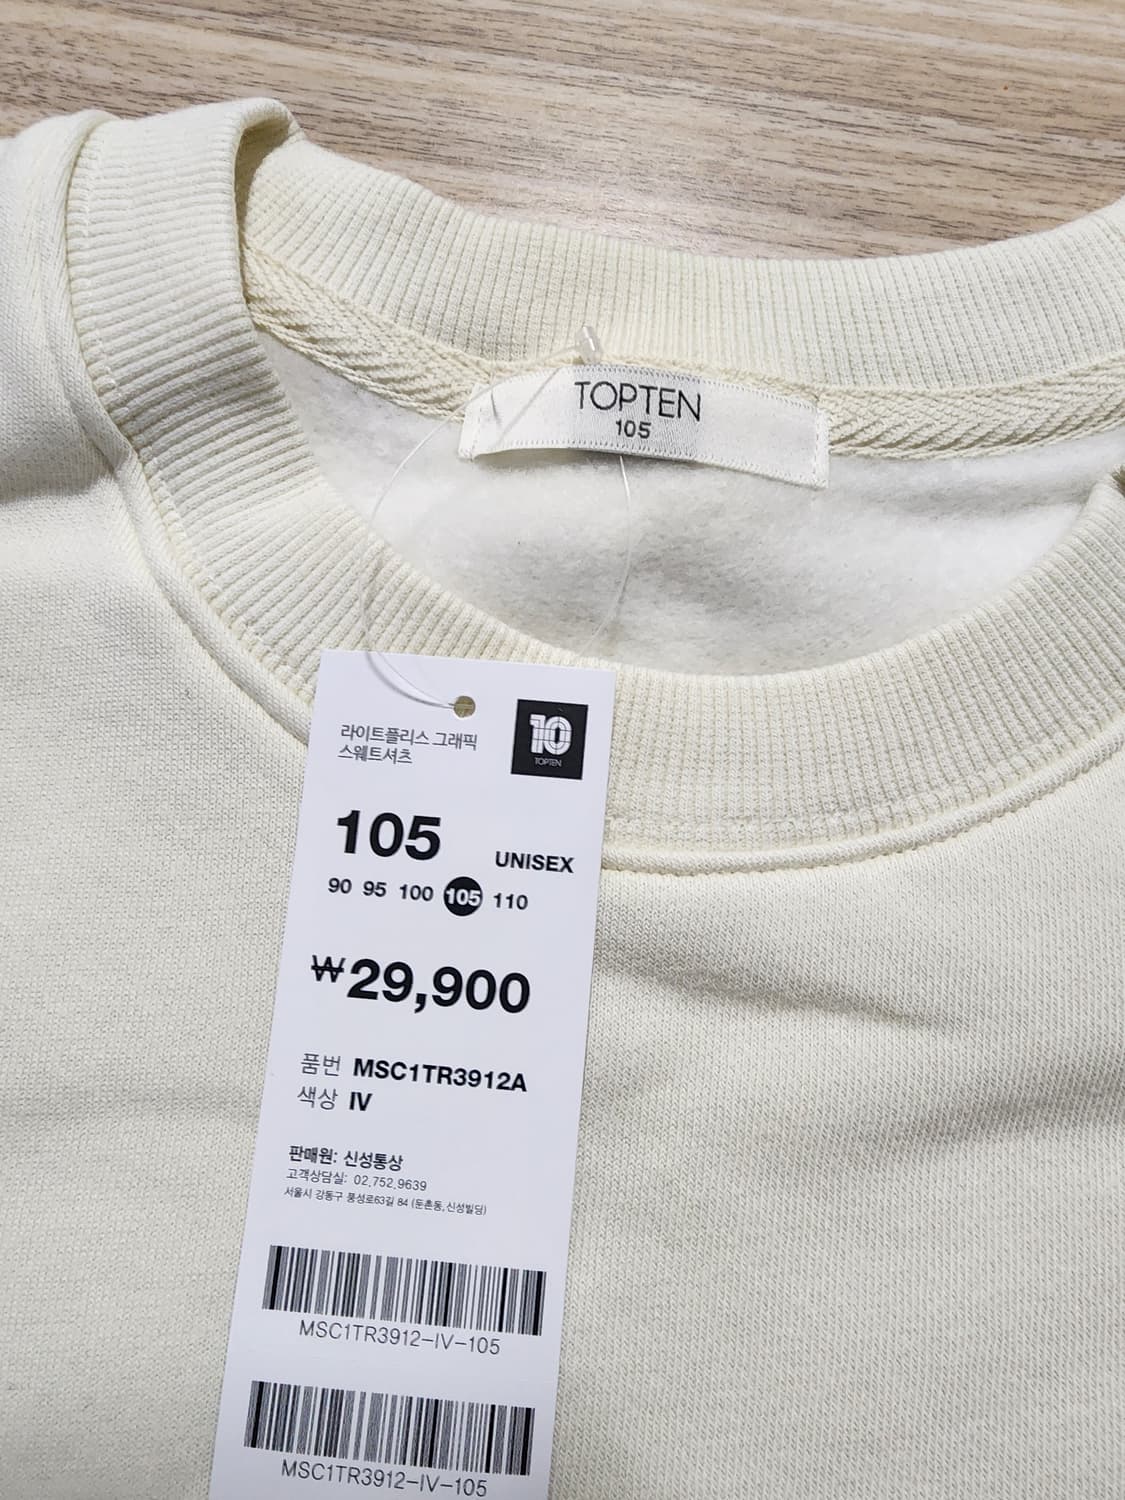 TOPTEN
105
라이트플리스 그래픽
스웨트셔츠
10
TOPTEN
105
UNISEX
90 95 100 105 110
₩29,900
품번 MSC1TR3912A
색상 IV
판매원: 신성통상
고객상담실: 02.752.9639
서울시 강동구 풍성로63길 84 (둔촌동,신성빌딩)
MSC1TR3912-IV-105
MSC1TR3912-IV-105